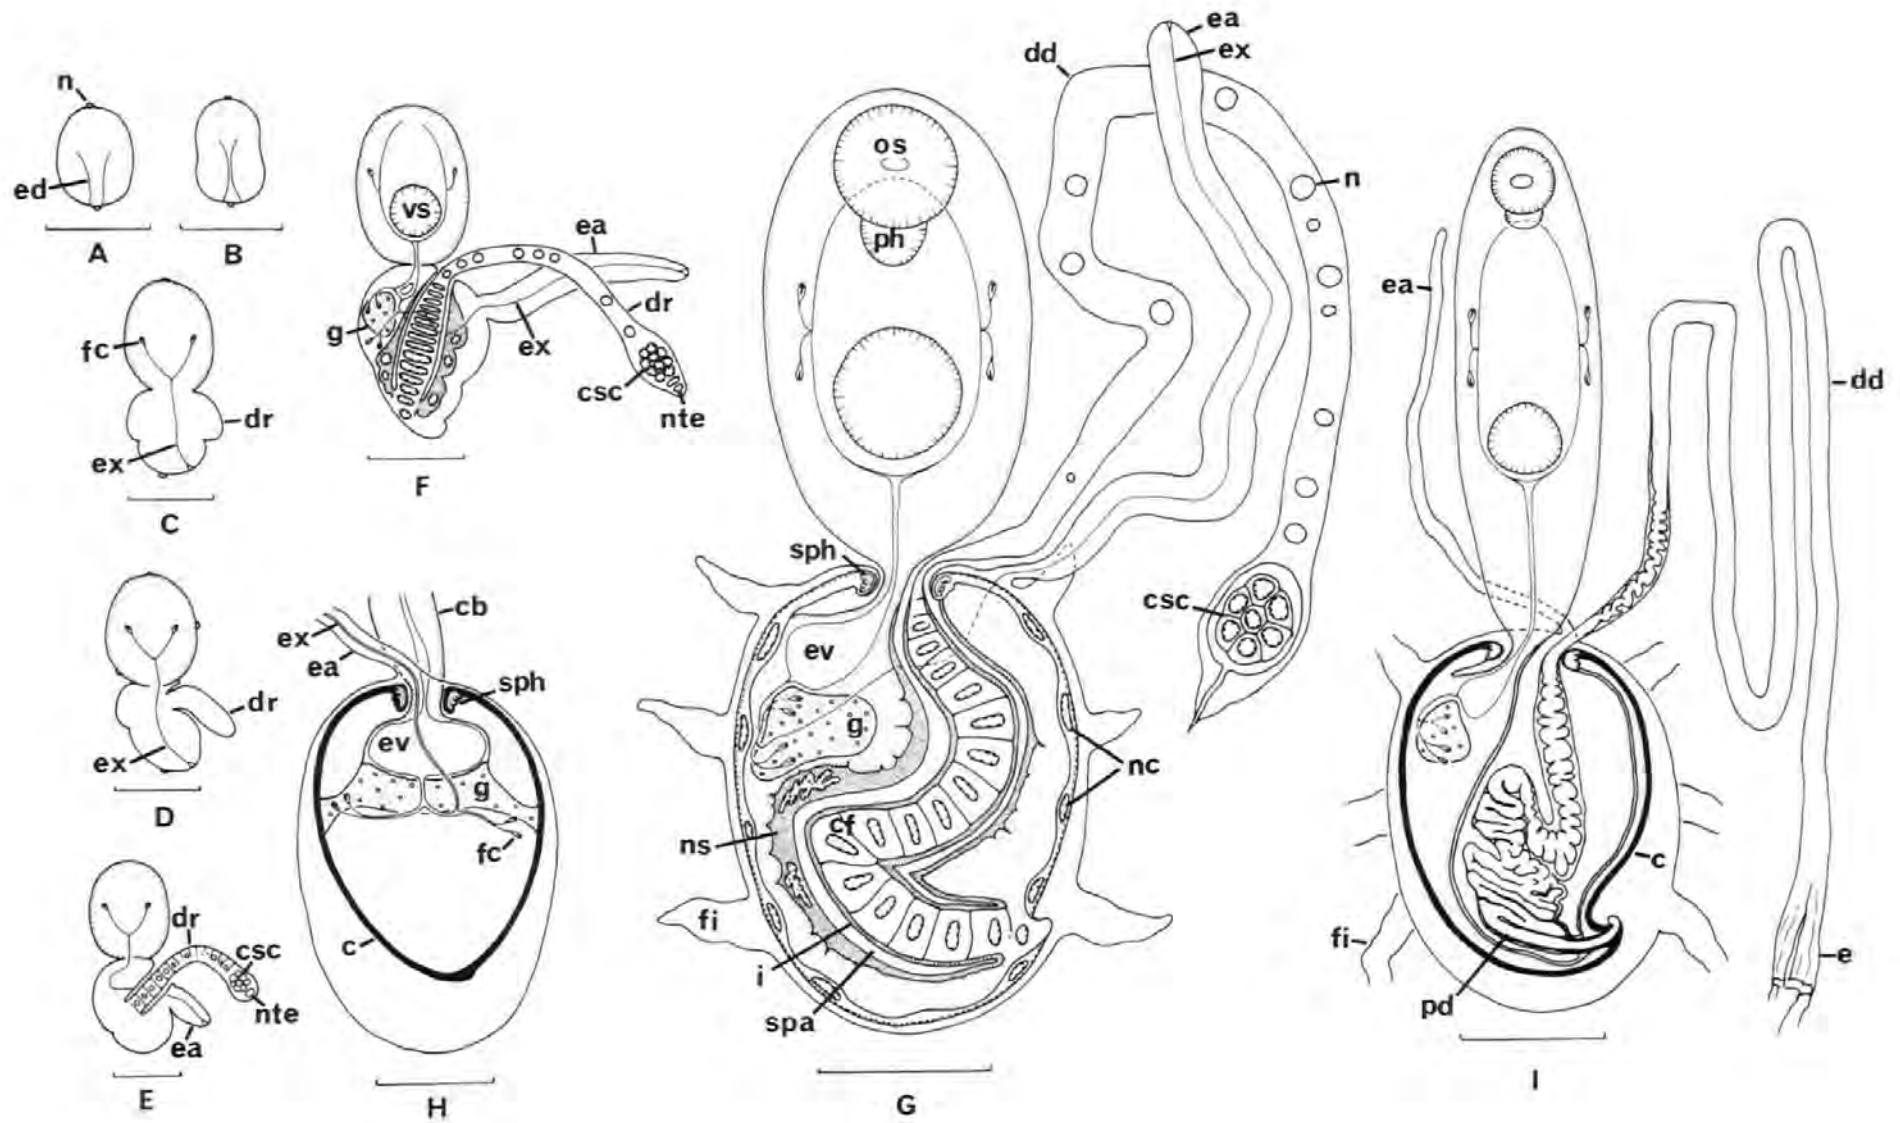 n
ed
A
B
fc
dr
ex
C
dr
ex
D
dr
csc
nte
ea
E
vs
ea
g
dr
ex
csc
nte
F
cb
ex
ea
sph
ev
g
fc
c
H
ea
ex
dd
os
n
ph
sph
csc
ev
g
nc
cf
ns
fi
i
spa
G
ea
dd
c
fi
pd
e
I